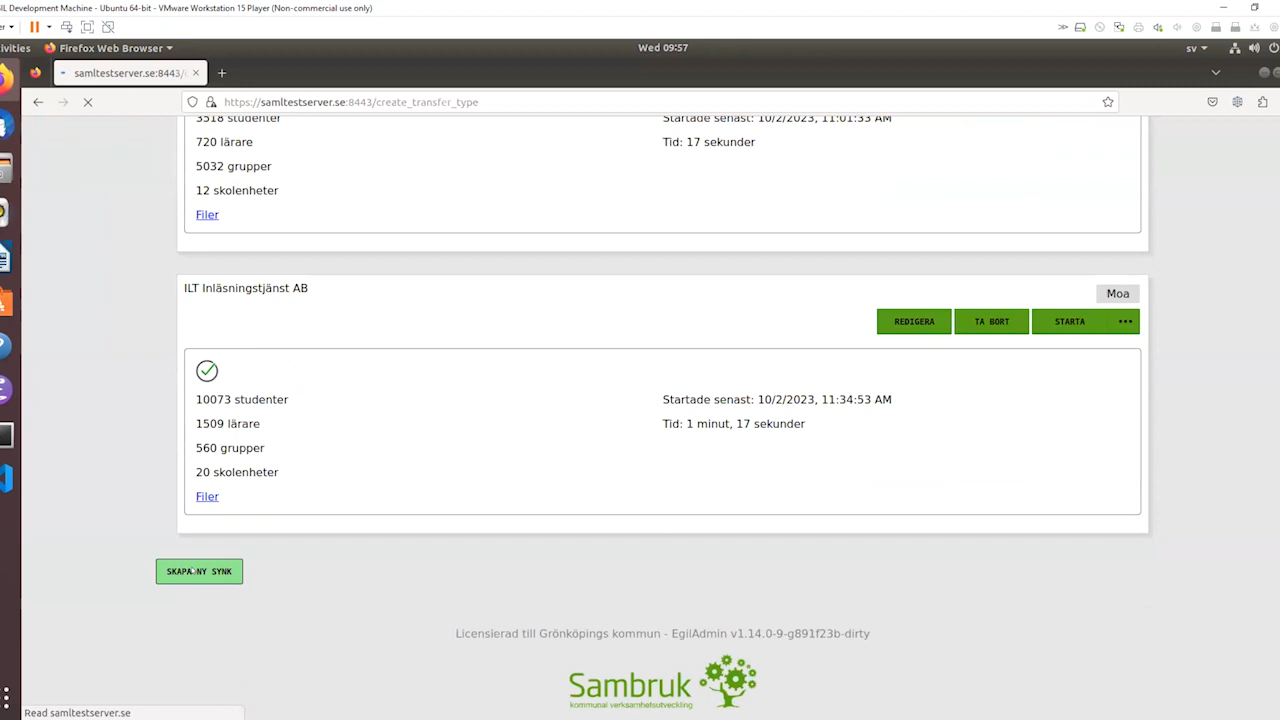 IL Development Machine - Ubuntu 64-bit - VMware Workstation 15 Player (Non-commercial use only)
er
ivities Firefox Web Browser Wed 09:57 sv
samltestserver.se:8443/
https://samltestserver.se:8443/create_transfer_type
3518 studenter Startade senast: 10/2/2023, 11:01:33 AM
720 lärare Tid: 17 sekunder
5032 grupper
12 skolenheter
Filer
ILT Inläsningstjänst AB
Moa
REDIGERA TA BORT STARTA •••
10073 studenter Startade senast: 10/2/2023, 11:34:53 AM
1509 lärare Tid: 1 minut, 17 sekunder
560 grupper
20 skolenheter
Filer
SKAPA NY SYNK
Licensierad till Grönköpings kommun - EgilAdmin v1.14.0-9-g891f23b-dirty
Sambruk
kommunal verksamhetsutveckling
Read samltestserver.se